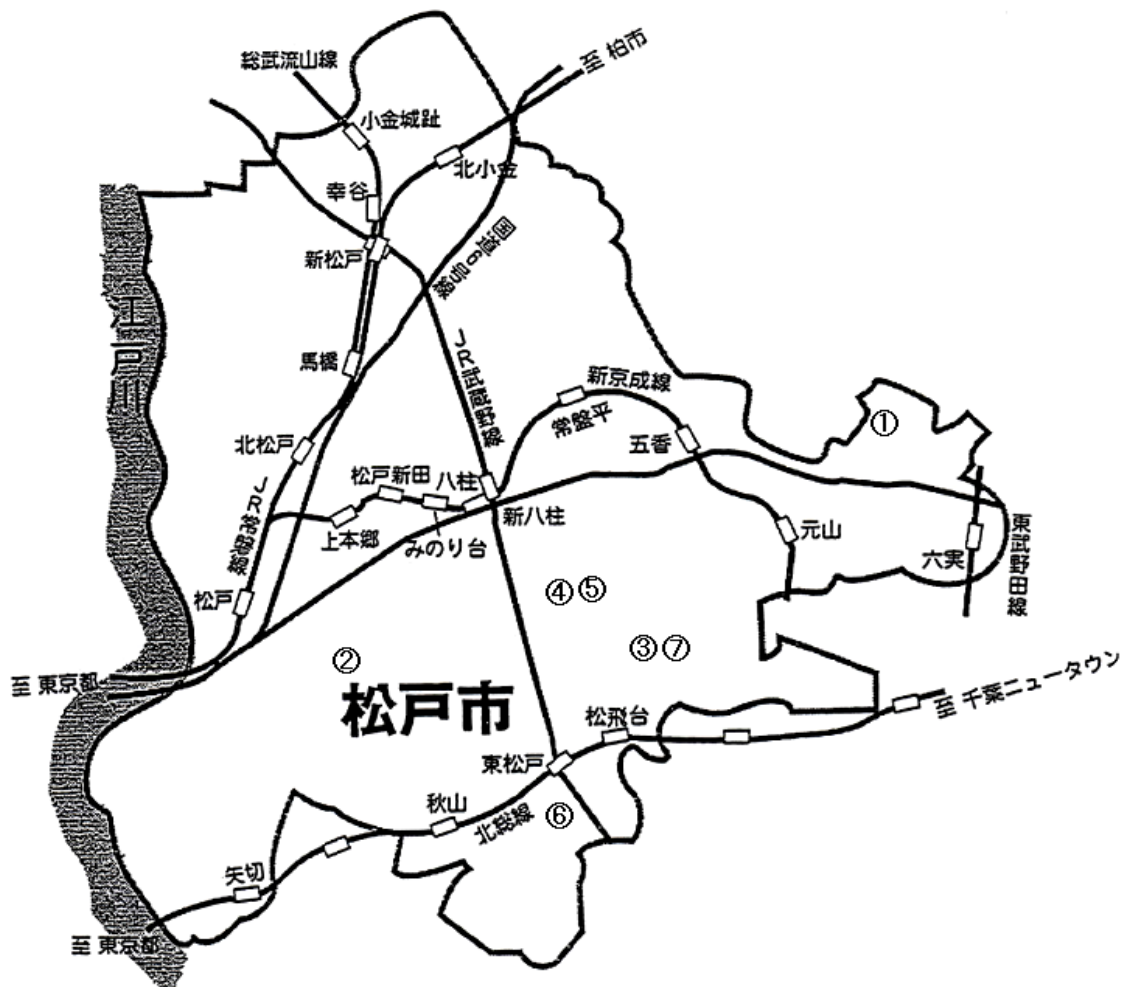 総武流山線
至 柏市
小金城趾
北小金
幸谷
国道6号線
新松戸
江戸川
馬橋
JR武蔵野線
新京成線
常盤平
五香
①
北松戸
松戸新田
八柱
新八柱
みのり台
上本郷
JR常磐線
元山
六実
東武野田線
松戸
④⑤
③⑦
②
至 東京都
松戸市
至 千葉ニュータウン
松飛台
東松戸
秋山
北総線
⑥
矢切
至 東京都